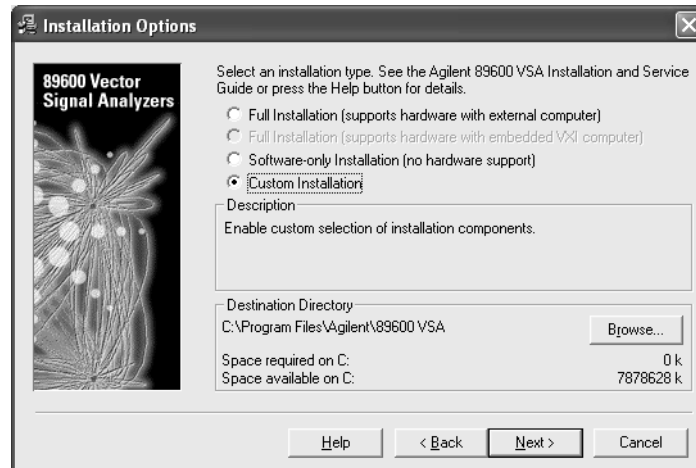 Installation Options
89600 Vector
Signal Analyzers
Select an installation type. See the Agilent 89600 VSA Installation and Service
Guide or press the Help button for details.
Full Installation (supports hardware with external computer)
Full Installation (supports hardware with embedded VXI computer)
Software-only Installation (no hardware support)
Custom Installation
Description
Enable custom selection of installation components.
Destination Directory
C:\Program Files\Agilent\89600 VSA
Browse...
Space required on C: 0 k
Space available on C: 7878628 k
Help < Back Next > Cancel